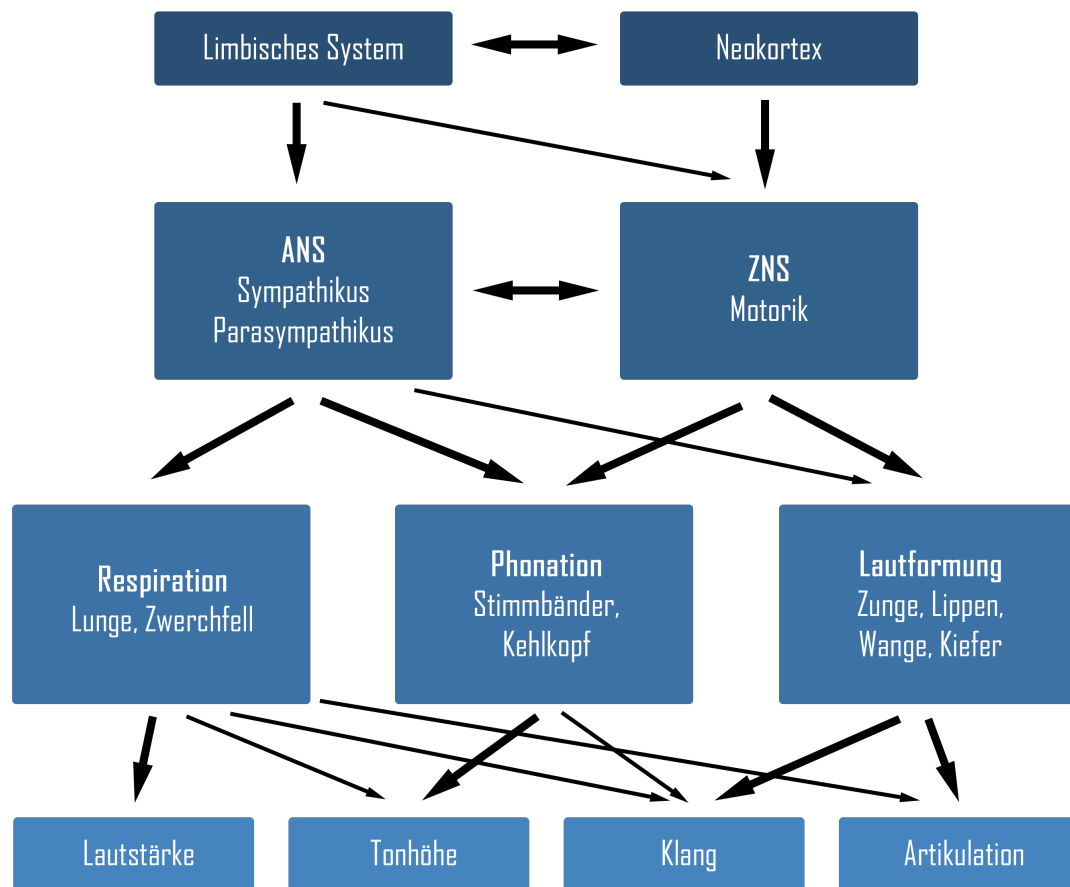 Limbisches System
Neokortex
ANS
Sympathikus
Parasympathikus
ZNS
Motorik
Respiration
Lunge, Zwerchfell
Phonation
Stimmbänder,
Kehlkopf
Lautformung
Zunge, Lippen,
Wange, Kiefer
Lautstärke
Tonhöhe
Klang
Artikulation